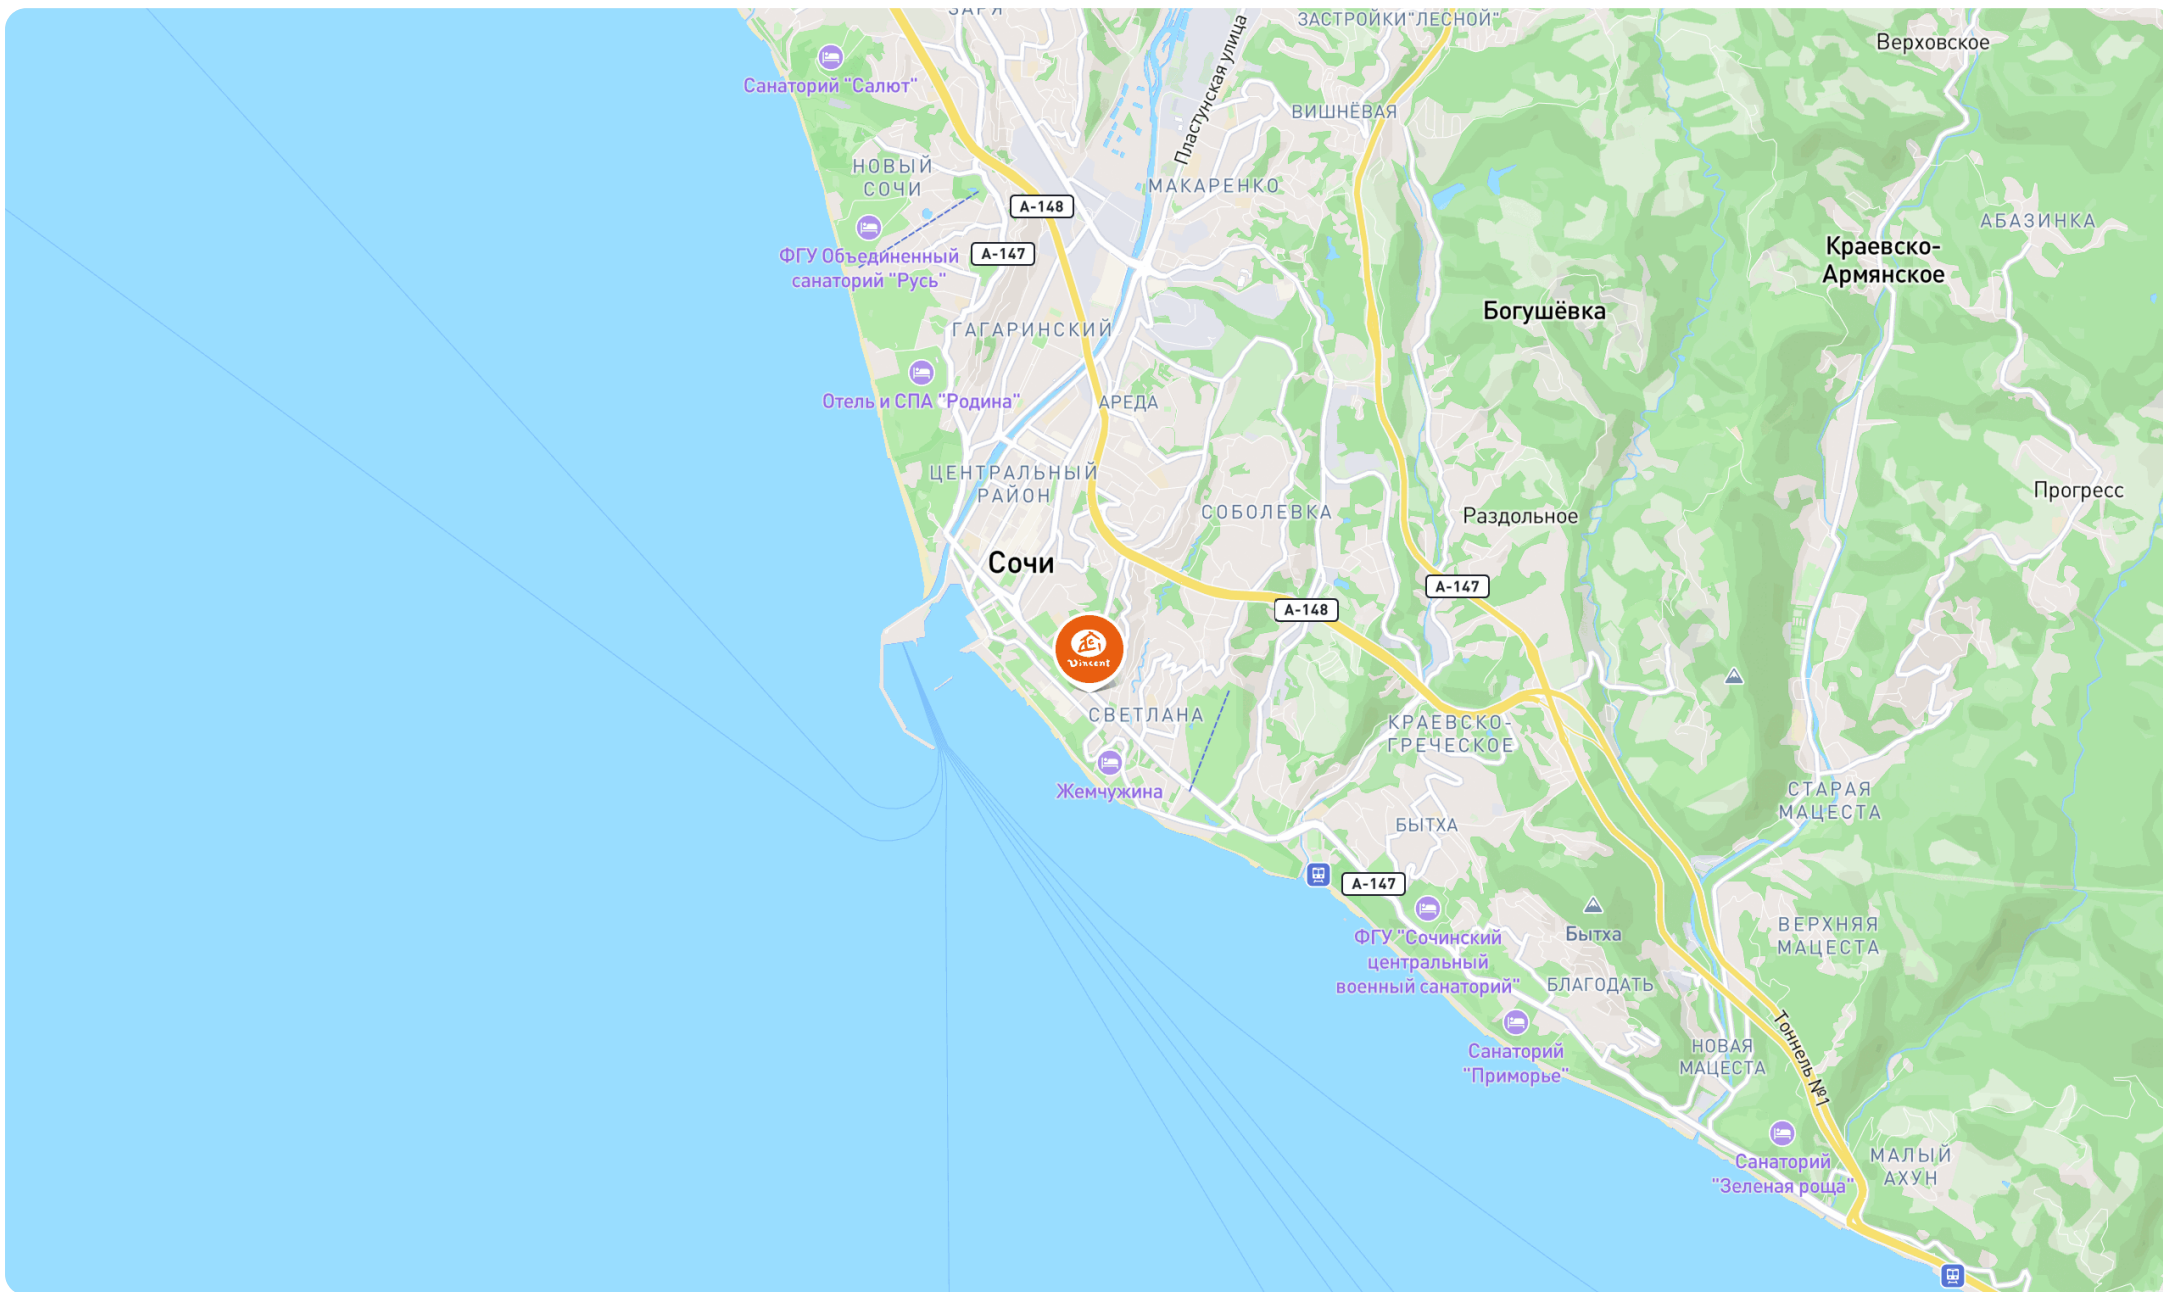 ЗАРЯ
ЗАСТРОЙКИ"ЛЕСНОЙ"
Верховское
Санаторий "Салют"
Пластунская улица
ВИШНЁВАЯ
НОВЫЙ
СОЧИ
МАКАРЕНКО
А-148
АБАЗИНКА
А-147
ФГУ Объединенный
санаторий "Русь"
Краевско-
Армянское
Богушёвка
ГАГАРИНСКИЙ
Отель и СПА "Родина"
АРЕДА
ЦЕНТРАЛЬНЫЙ
РАЙОН
СОБОЛЕВКА
Раздольное
Прогресс
Сочи
А-147
А-148
Vincent
СВЕТЛАНА
КРАЕВСКО-
ГРЕЧЕСКОЕ
Жемчужина
СТАРАЯ
МАЦЕСТА
БЫТХА
А-147
ФГУ "Сочинский
центральный
военный санаторий"
Бытха
ВЕРХНЯЯ
МАЦЕСТА
БЛАГОДАТЬ
Санаторий
"Приморье"
НОВАЯ
МАЦЕСТА
Тоннель №1
Санаторий
"Зеленая роща"
МАЛЫЙ
АХУН